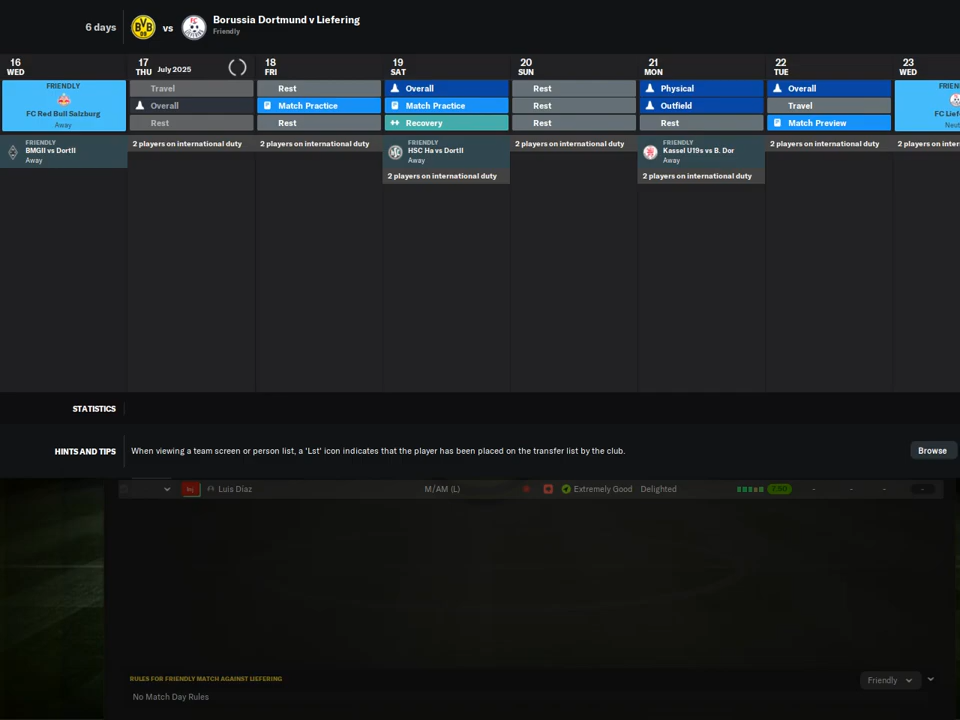 6 days
vs
Borussia Dortmund v Liefering
Friendly
16
WED
17
THU July 2025
18
FRI
19
SAT
20
SUN
21
MON
22
TUE
23
WED
FRIENDLY
FC Red Bull Salzburg
Away
Travel
Overall
Rest
Rest
Match Practice
Rest
Overall
Match Practice
Recovery
Rest
Rest
Rest
Physical
Outfield
Rest
Overall
Travel
Match Preview
FRIENDL
FC Lief
Neut
FRIENDLY
BMGII vs DortII
Away
2 players on international duty
2 players on international duty
FRIENDLY
HSC Ha vs DortII
Away
2 players on international duty
2 players on international duty
FRIENDLY
Kassel U19s vs B. Dor
Away
2 players on international duty
2 players on international duty
2 players on intern
STATISTICS
HINTS AND TIPS
When viewing a team screen or person list, a 'Lst' icon indicates that the player has been placed on the transfer list by the club.
Browse
Luis Díaz
M/AM (L)
Extremely Good
Delighted
RULES FOR FRIENDLY MATCH AGAINST LIEFERING
Friendly
No Match Day Rules